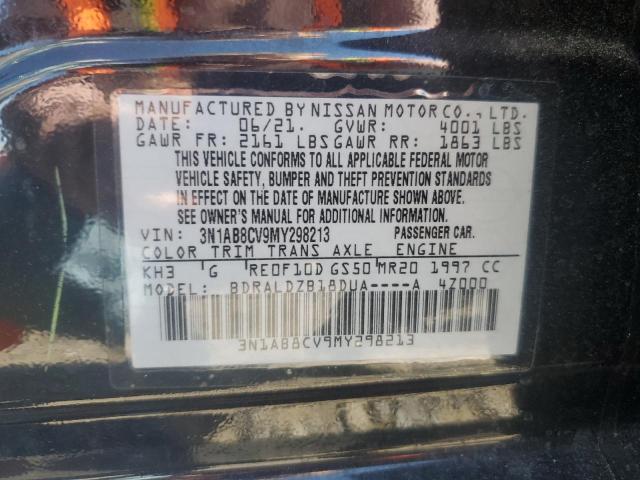 MANUFACTURED BY NISSAN MOTOR CO., LTD.
DATE: 06/21. GVWR: 4001 LBS
GAWR FR: 2161 LBS GAWR RR: 1863 LBS
THIS VEHICLE CONFORMS TO ALL APPLICABLE FEDERAL MOTOR
VEHICLE SAFETY, BUMPER AND THEFT PREVENTION STANDARDS
IN EFFECT ON THE DATE OF MANUFACTURE SHOWN ABOVE.
SEE OWNER'S MANUAL FOR ADDITIONAL INFORMATION.
VIN: 3N1AB8CV9MY298213 PASSENGER CAR.
COLOR TRIM TRANS AXLE ENGINE
KH3 G RE0F10D GS50 MR20 1997 CC
MODEL: BDRALDZB18DUA----A 4Z000
3N1AB8CV9MY298213